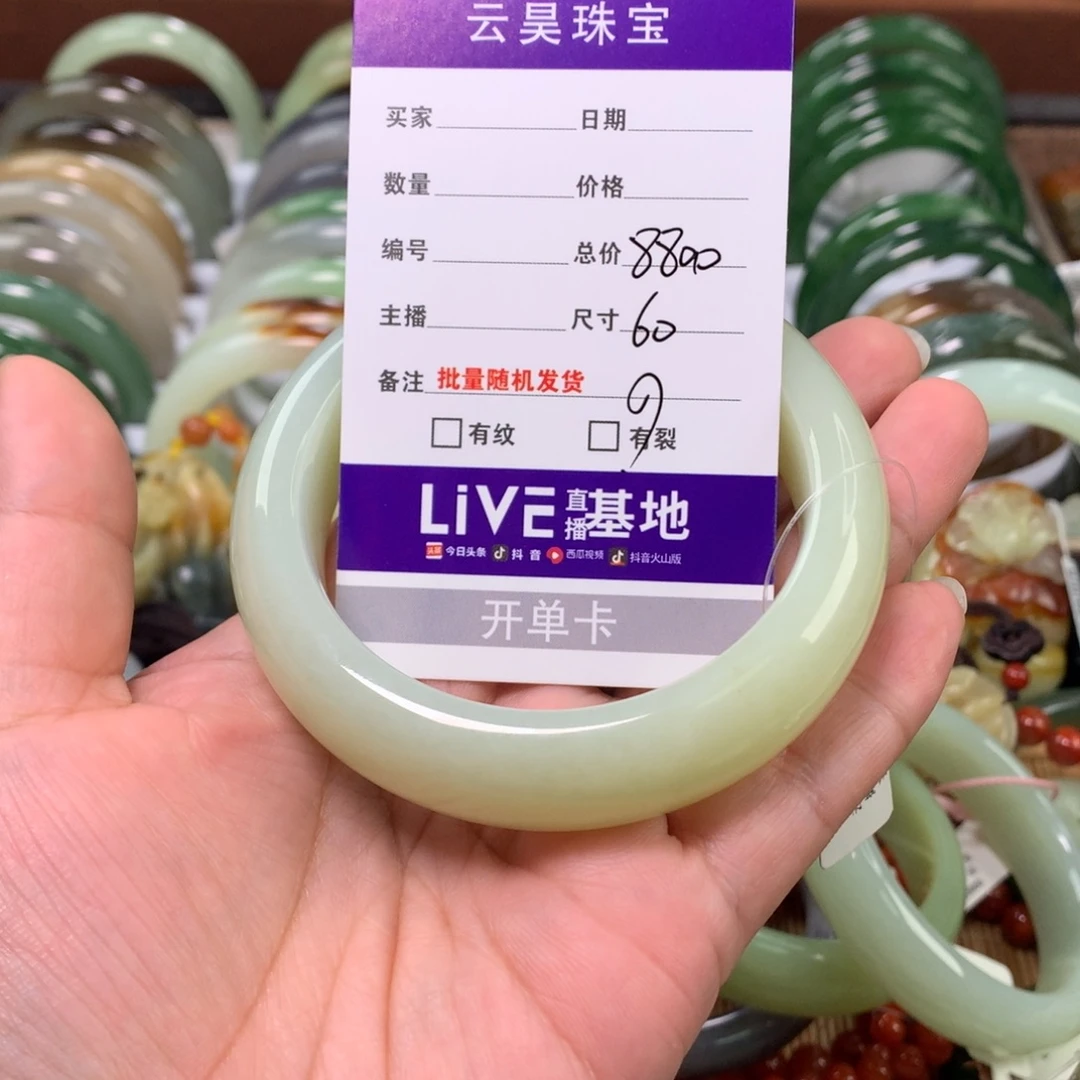 云昊珠宝
买家 日期
数量 价格
编号 总价 8800
主播 尺寸 60
备注 批量随机发货 9
有纹 有裂
LiVE 直播基地
今日头条 抖音 西瓜视频 抖音火山版
开单卡